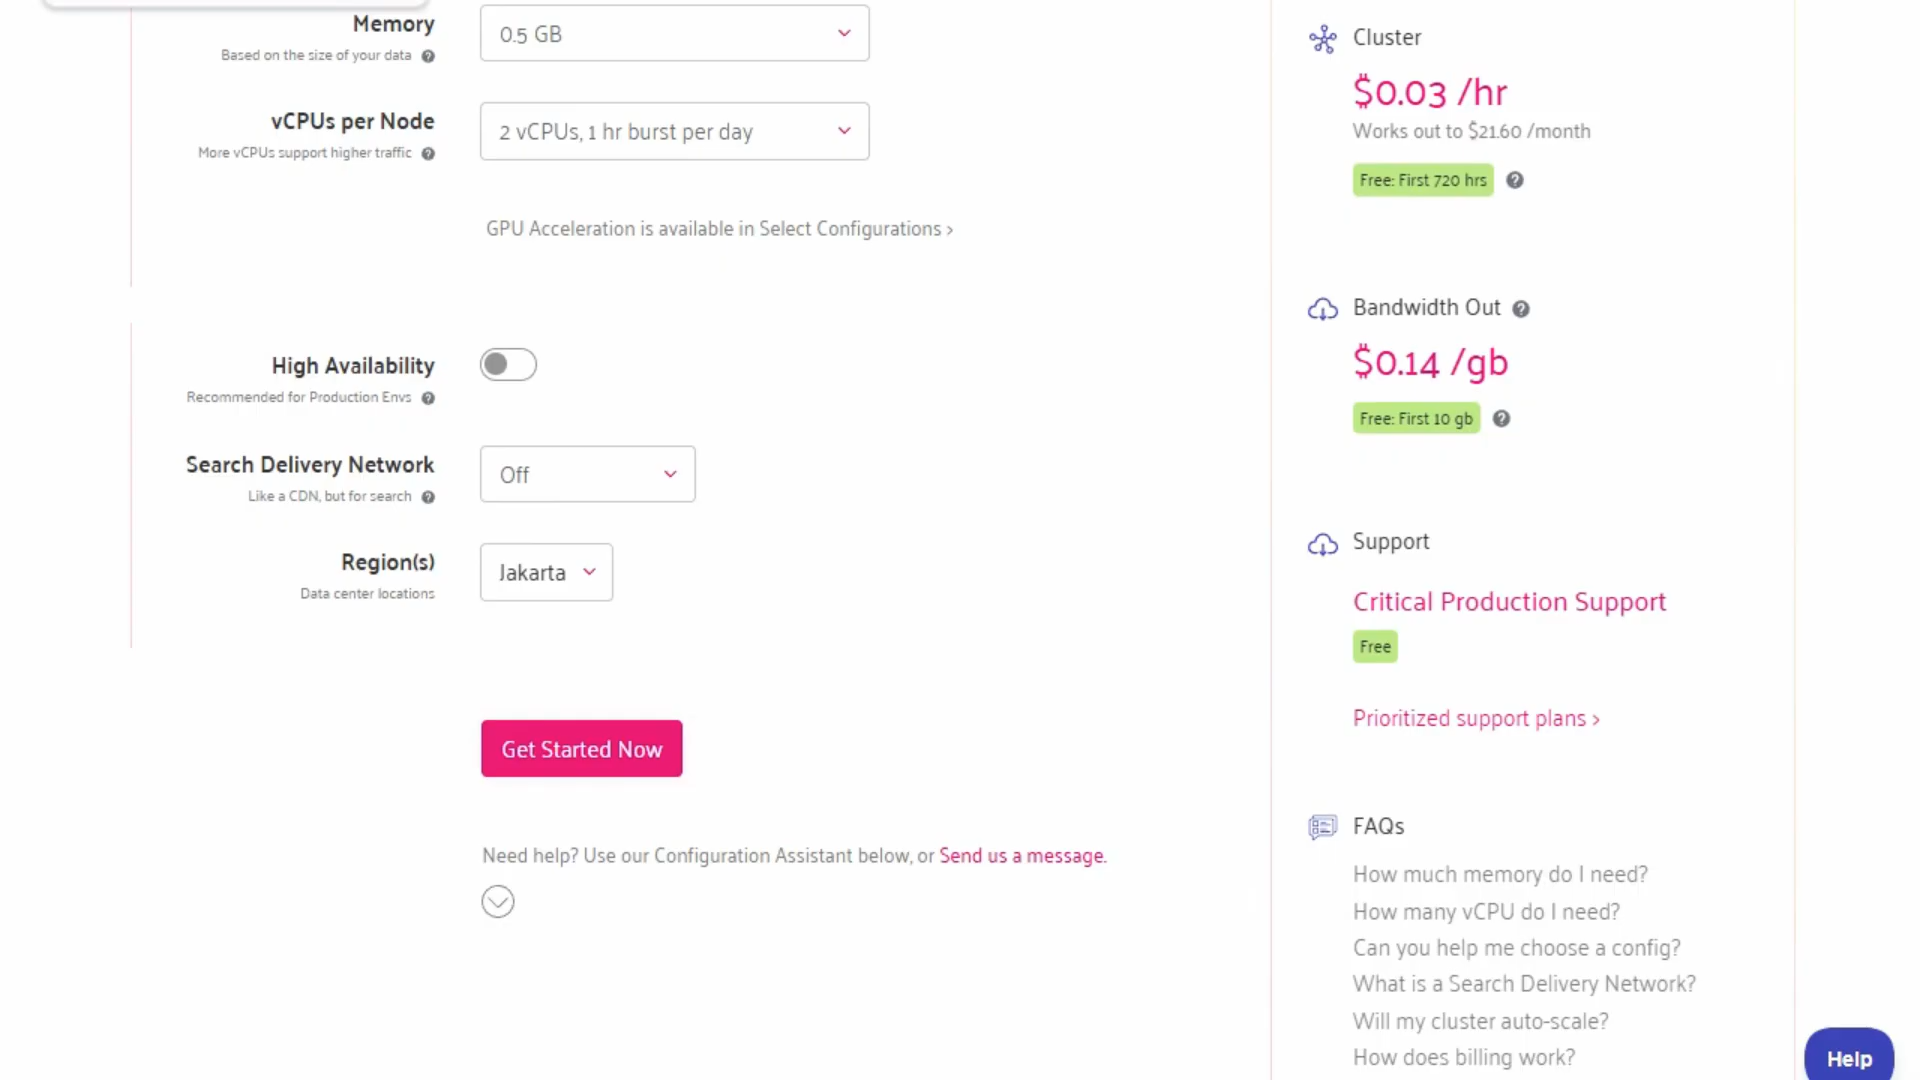 Memory
Based on the size of your data
0.5 GB
vCPUs per Node
More vCPUs support higher traffic
2 vCPUs, 1 hr burst per day
GPU Acceleration is available in Select Configurations >
High Availability
Recommended for Production Envs
Search Delivery Network
Like a CDN, but for search
Off
Region(s)
Data center locations
Jakarta
Get Started Now
Need help? Use our Configuration Assistant below, or Send us a message.
Cluster
$0.03 /hr
Works out to $21.60 /month
Free: First 720 hrs
Bandwidth Out
$0.14 /gb
Free: First 10 gb
Support
Critical Production Support
Free
Prioritized support plans >
FAQs
How much memory do I need?
How many vCPU do I need?
Can you help me choose a config?
What is a Search Delivery Network?
Will my cluster auto-scale?
How does billing work?
Help